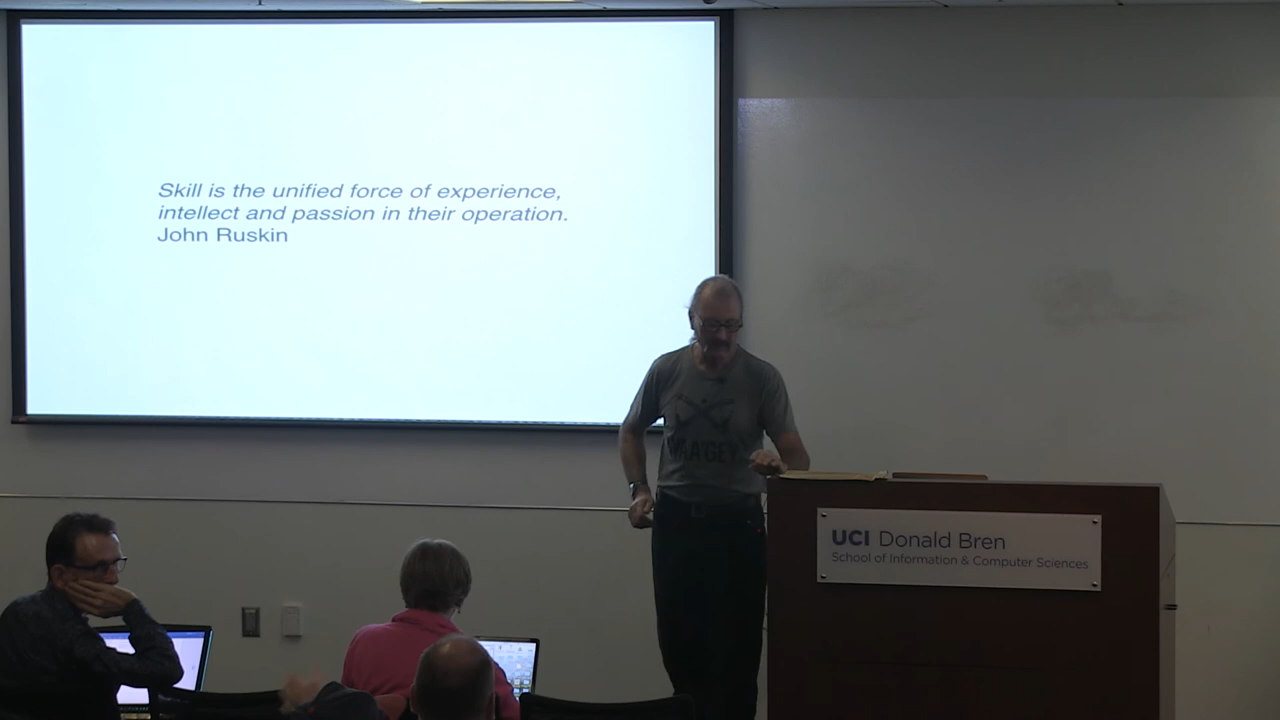 Skill is the unified force of experience,
intellect and passion in their operation.
John Ruskin
UCI Donald Bren
School of Information & Computer Sciences